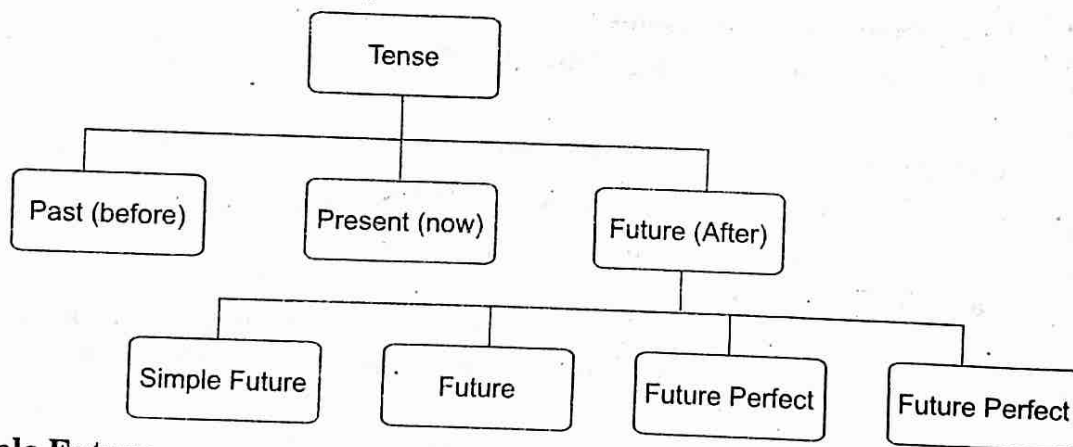 Tense
Past (before)
Present (now)
Future (After)
Simple Future
Future
Future Perfect
Future Perfect